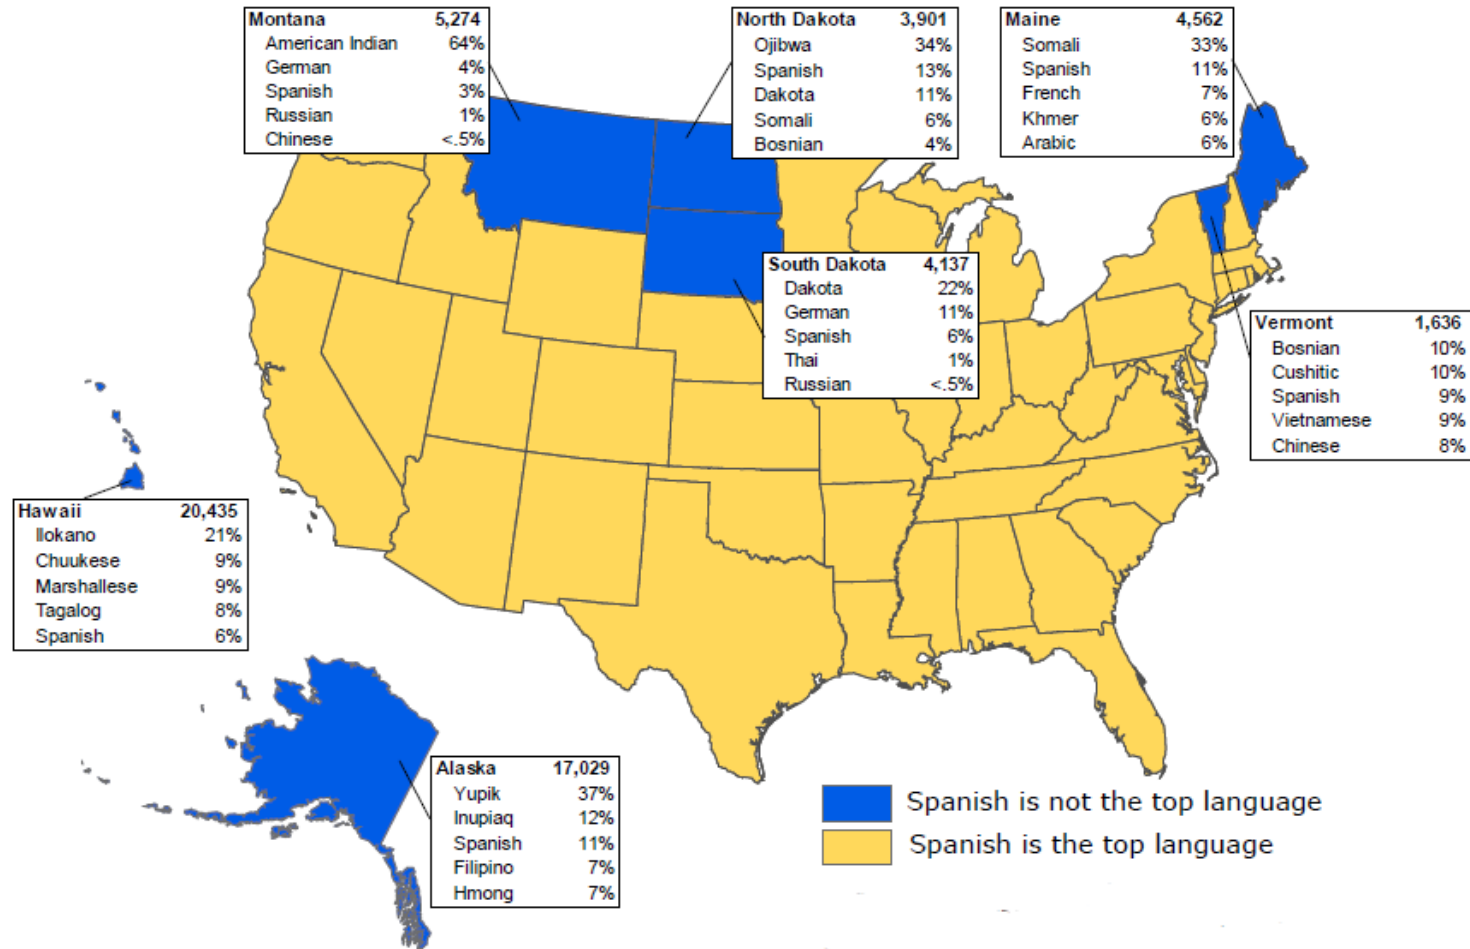 Montana 5,274
American Indian 64%
German 4%
Spanish 3%
Russian 1%
Chinese <.5%
North Dakota 3,901
Ojibwa 34%
Spanish 13%
Dakota 11%
Somali 6%
Bosnian 4%
Maine 4,562
Somali 33%
Spanish 11%
French 7%
Khmer 6%
Arabic 6%
South Dakota 4,137
Dakota 22%
German 11%
Spanish 6%
Thai 1%
Russian <.5%
Vermont 1,636
Bosnian 10%
Cushitic 10%
Spanish 9%
Vietnamese 9%
Chinese 8%
Hawaii 20,435
Ilokano 21%
Chuukese 9%
Marshallese 9%
Tagalog 8%
Spanish 6%
Alaska 17,029
Yupik 37%
Inupiaq 12%
Spanish 11%
Filipino 7%
Hmong 7%
Spanish is not the top language
Spanish is the top language